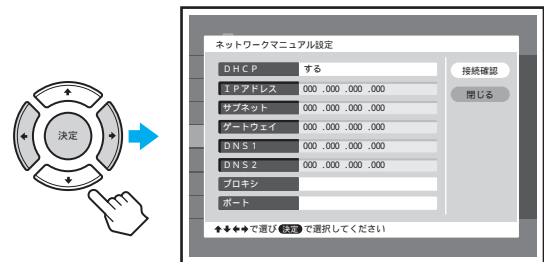 決定
ネットワークマニュアル設定
DHCP する
接続確認
IPアドレス 000 .000 .000 .000
閉じる
サブネット 000 .000 .000 .000
ゲートウェイ 000 .000 .000 .000
DNS1 000 .000 .000 .000
DNS2 000 .000 .000 .000
プロキシ
ポート
↑↓←→で選び 決定 で選択してください